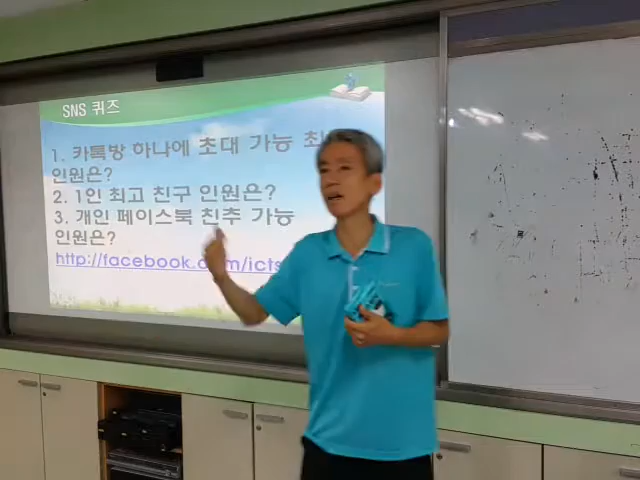 SNS 퀴즈
1. 카톡방 하나에 초대 가능
인원은?
2. 1인 최고 친구 인원은?
3. 개인 페이스북 친추 가능
인원은?
http://facebook.